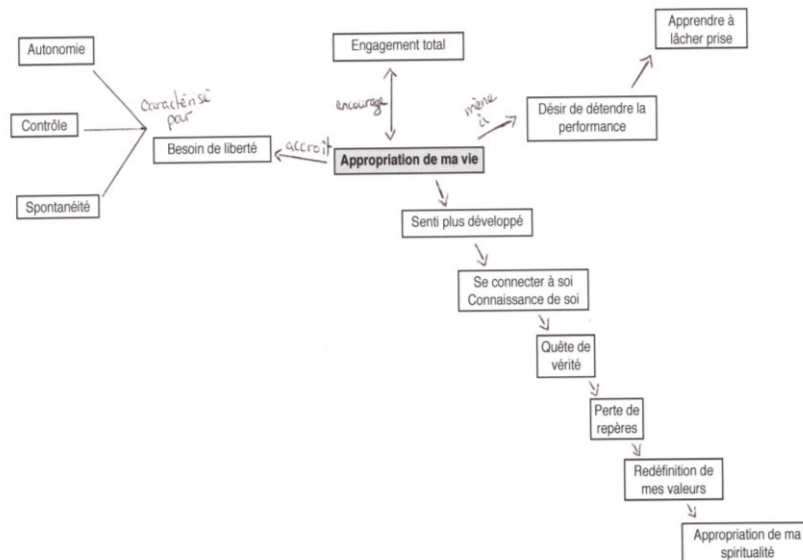 Apprendre à
lâcher prise
Autonomie
Engagement total
caractérisé
par
encourage
mène
à
Désir de détendre la
performance
Contrôle
Besoin de liberté
accroît
Appropriation de ma vie
Spontanéité
Senti plus développé
Se connecter à soi
Connaissance de soi
Quête de
vérité
Perte de
repères
Redéfinition de
mes valeurs
Appropriation de ma
spiritualité